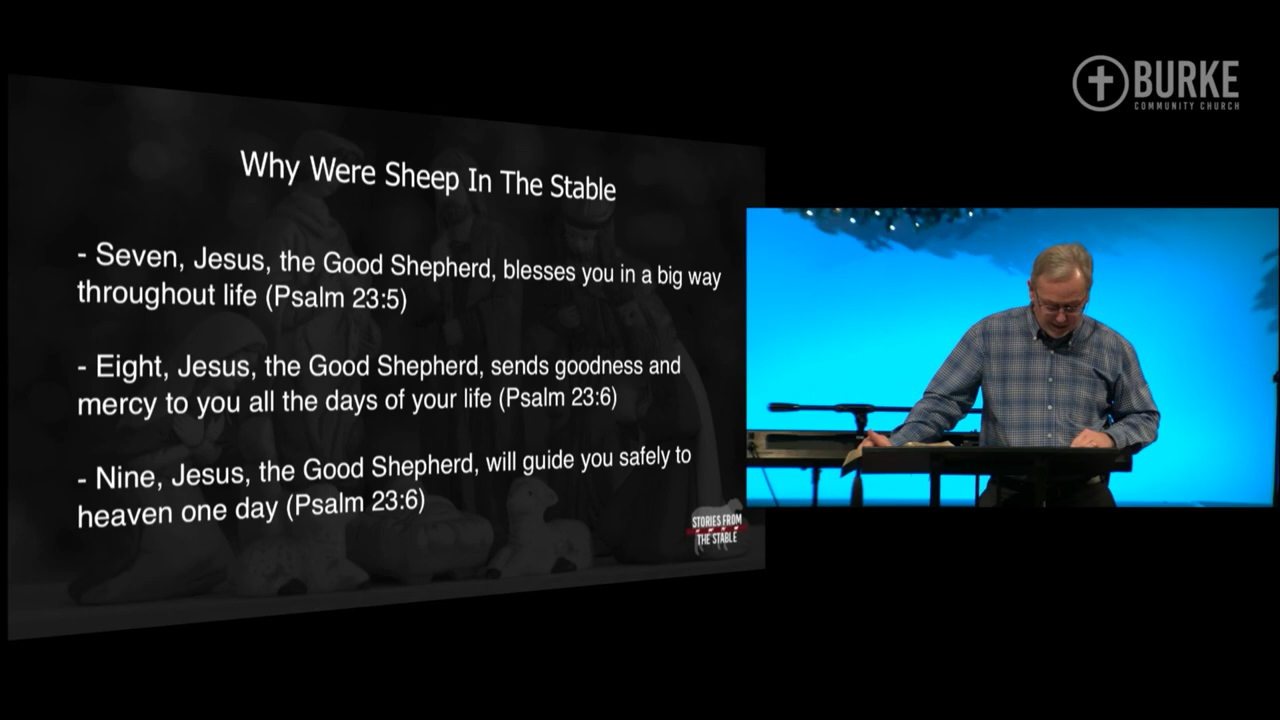 BURKE
COMMUNITY CHURCH
Why Were Sheep In The Stable
- Seven, Jesus, the Good Shepherd, blesses you in a big way
throughout life (Psalm 23:5)
- Eight, Jesus, the Good Shepherd, sends goodness and
mercy to you all the days of your life (Psalm 23:6)
- Nine, Jesus, the Good Shepherd, will guide you safely to
heaven one day (Psalm 23:6)
STORIES FROM
THE STABLE